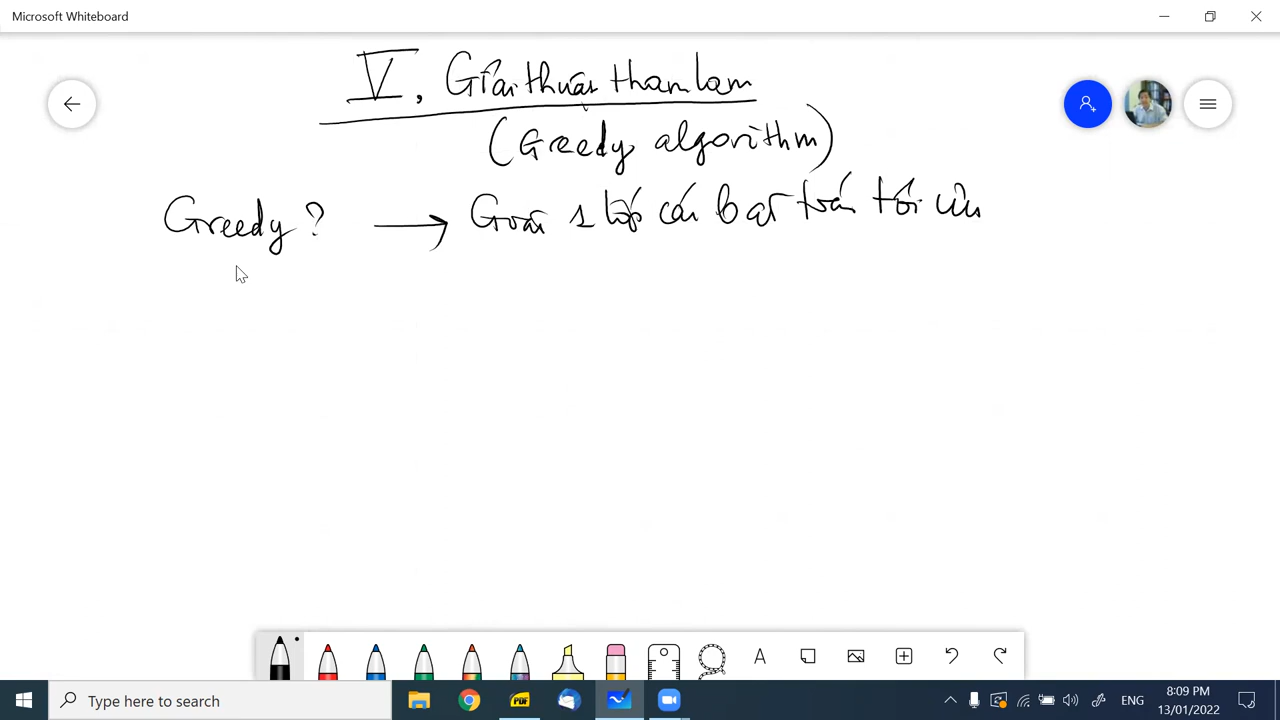 Microsoft Whiteboard
V, Giải thuật tham lam
(Greedy algorithm)
Greedy? → Giải 1 lớp các bài toán tối ưu
Type here to search
PDF
ENG
8:09 PM
13/01/2022